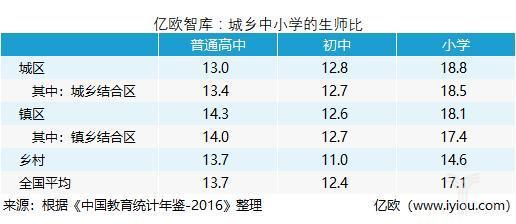 亿欧智库：城乡中小学的生师比
普通高中 初中 小学
城区 13.0 12.8 18.8
其中：城乡结合区 13.4 12.7 18.5
镇区 14.3 12.6 18.1
其中：镇乡结合区 14.0 12.7 17.4
乡村 13.7 11.0 14.6
全国平均 13.7 12.4 17.1
来源：根据《中国教育统计年鉴-2016》整理 亿欧（www.iyiou.com）